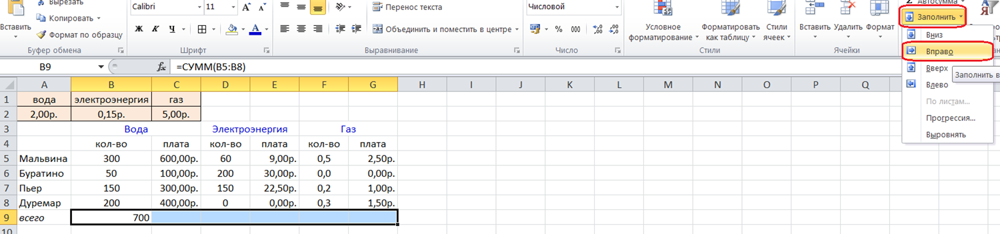 Вырезать Calibri 11 A A Перенос текста Числовой Автосумма
Вставить Копировать Формат по образцу Ж К Ч A Объединить и поместить в центре % 000 Условное форматирование Форматировать как таблицу Стили ячеек Вставить Удалить Формат Заполнить
Буфер обмена Шрифт Выравнивание Число Стили Ячейки
Вниз
Вправо
Вверх
Заполнить в
Влево
По листам...
Прогрессия...
Выровнять
B9 fx =СУММ(B5:B8)
A B C D E F G H I J K L M N O P Q
1 вода электроэнергия газ
2 2,00р. 0,15р. 5,00р.
3 Вода Электроэнергия Газ
4 кол-во плата кол-во плата кол-во плата
5 Мальвина 300 600,00р. 60 9,00р. 0,5 2,50р.
6 Буратино 50 100,00р. 200 30,00р. 0,0 0,00р.
7 Пьер 150 300,00р. 150 22,50р. 0,2 1,00р.
8 Дуремар 200 400,00р. 0 0,00р. 0,3 1,50р.
9 всего 700
10